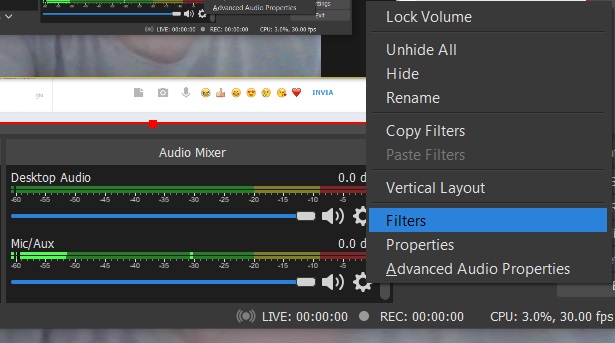 Advanced Audio Properties
Exit
LIVE: 00:00:00
REC: 00:00:00
CPU: 3.0%, 30.00 fps
INVIA
Audio Mixer
Desktop Audio
0.0 d
-60 -55 -50 -45 -40 -35 -30 -25 -20 -15 -10 -5
Mic/Aux
0.0 d
-60 -55 -50 -45 -40 -35 -30 -25 -20 -15 -10 -5
Lock Volume
Unhide All
Hide
Rename
Copy Filters
Paste Filters
Vertical Layout
Filters
Properties
Advanced Audio Properties
LIVE: 00:00:00
REC: 00:00:00
CPU: 3.0%, 30.00 fps